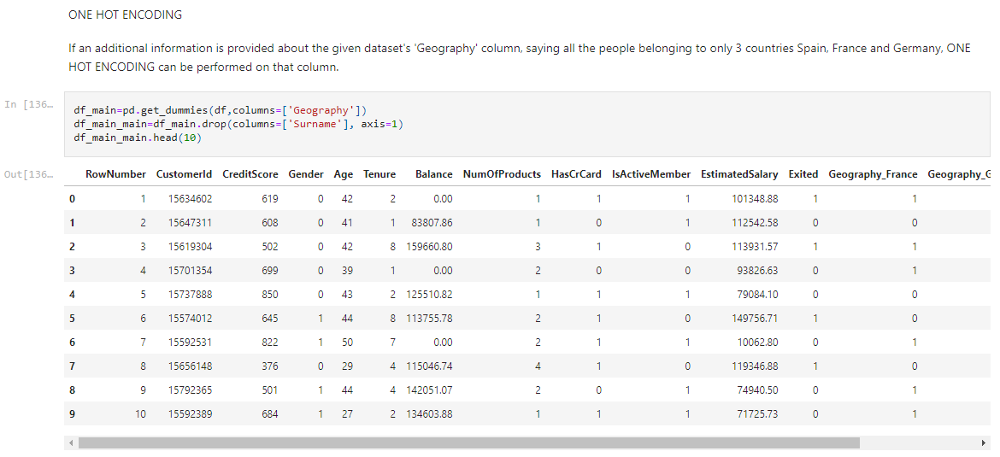 ONE HOT ENCODING
If an additional information is provided about the given dataset's 'Geography' column, saying all the people belonging to only 3 countries Spain, France and Germany, ONE
HOT ENCODING can be performed on that column.
In [136...
df_main=pd.get_dummies(df,columns=['Geography'])
df_main_main=df_main.drop(columns=['Surname'], axis=1)
df_main_main.head(10)
Out[136...
RowNumber CustomerId CreditScore Gender Age Tenure Balance NumOfProducts HasCrCard IsActiveMember EstimatedSalary Exited Geography_France Geography_G
0 1 15634602 619 0 42 2 0.00 1 1 1 101348.88 1 1
1 2 15647311 608 0 41 1 83807.86 1 0 1 112542.58 0 0
2 3 15619304 502 0 42 8 159660.80 3 1 0 113931.57 1 1
3 4 15701354 699 0 39 1 0.00 2 0 0 93826.63 0 1
4 5 15737888 850 0 43 2 125510.82 1 1 1 79084.10 0 0
5 6 15574012 645 1 44 8 113755.78 2 1 0 149756.71 1 0
6 7 15592531 822 1 50 7 0.00 2 1 1 10062.80 0 1
7 8 15656148 376 0 29 4 115046.74 4 1 0 119346.88 1 0
8 9 15792365 501 1 44 4 142051.07 2 0 1 74940.50 0 1
9 10 15592389 684 1 27 2 134603.88 1 1 1 71725.73 0 1